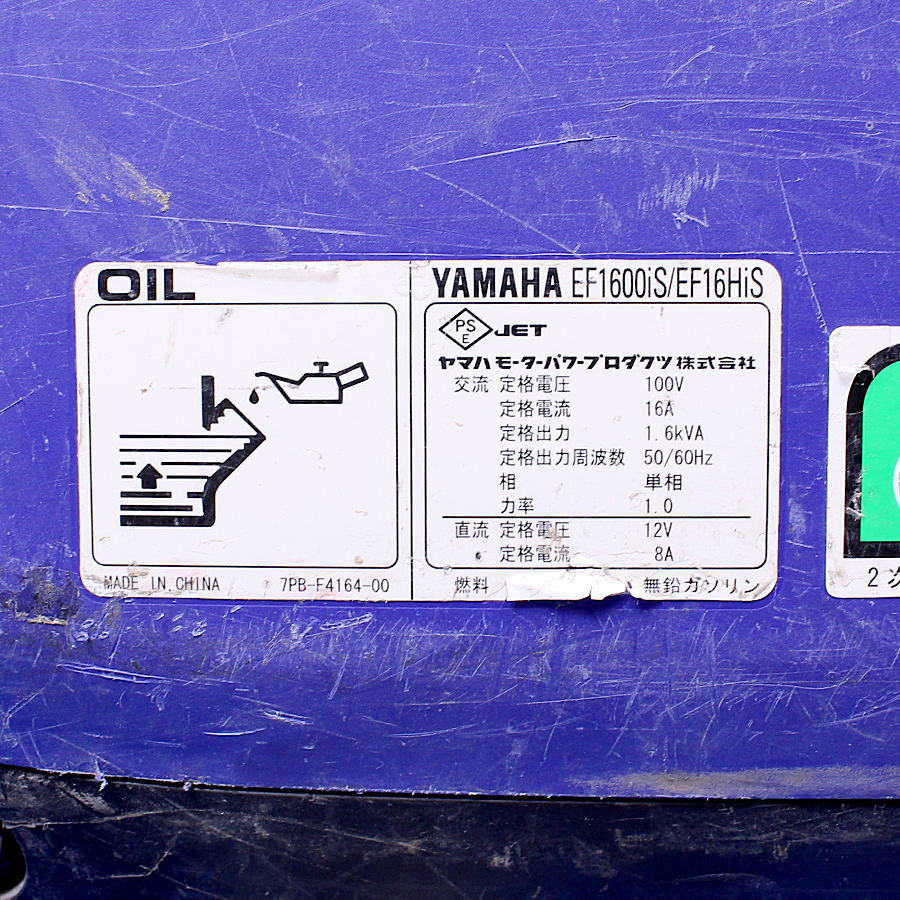 OIL
MADE IN CHINA 7PB-F4164-00
YAMAHA EF1600iS/EF16HiS
PS E JET
ヤマハモーターパワープロダクツ株式会社
交流 定格電圧 100V
定格電流 16A
定格出力 1.6kVA
定格出力周波数 50/60Hz
相 単相
力率 1.0
直流 定格電圧 12V
定格電流 8A
燃料 無鉛ガソリン
2次